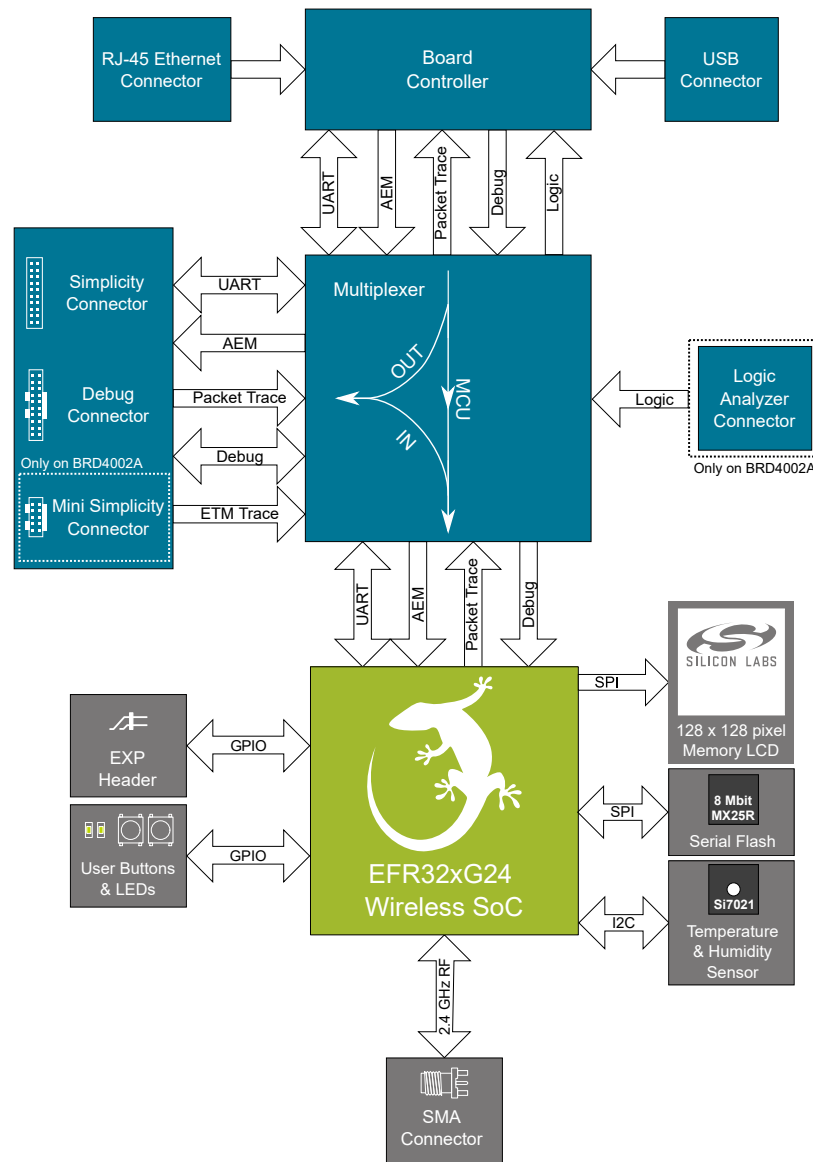 RJ-45 Ethernet
Connector
Board
Controller
USB
Connector
UART
AEM
Packet Trace
Debug
Logic
Simplicity
Connector
Debug
Connector
Only on BRD4002A
Mini Simplicity
Connector
UART
AEM
Packet Trace
Debug
ETM Trace
Multiplexer
OUT
MCU
IN
Logic
Logic
Analyzer
Connector
Only on BRD4002A
UART
AEM
Packet Trace
Debug
EXP
Header
GPIO
User Buttons
& LEDs
GPIO
EFR32xG24
Wireless SoC
SPI
SILICON LABS
128 x 128 pixel
Memory LCD
SPI
8 Mbit
MX25R
Serial Flash
I2C
Si7021
Temperature
& Humidity
Sensor
2.4 GHz RF
SMA
Connector